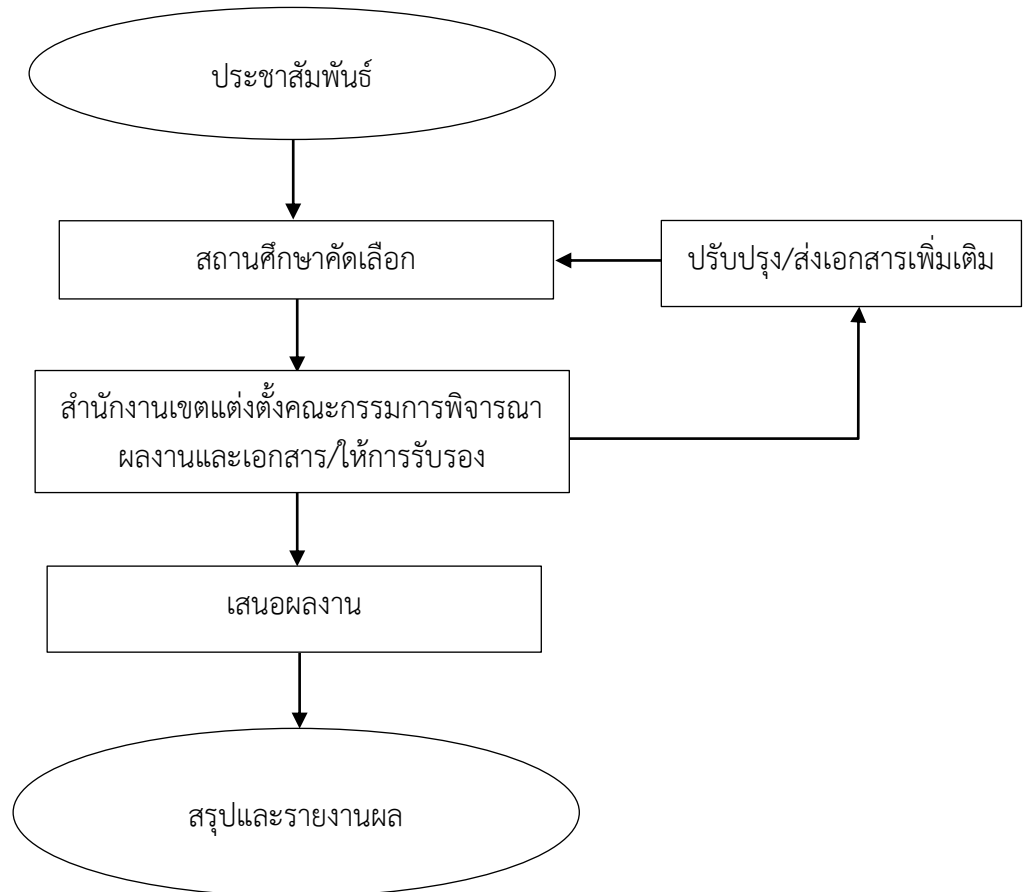 ประชาสัมพันธ์
สถานศึกษาคัดเลือก
ปรับปรุง/ส่งเอกสารเพิ่มเติม
สำนักงานเขตแต่งตั้งคณะกรรมการพิจารณา
ผลงานและเอกสาร/ให้การรับรอง
เสนอผลงาน
สรุปและรายงานผล